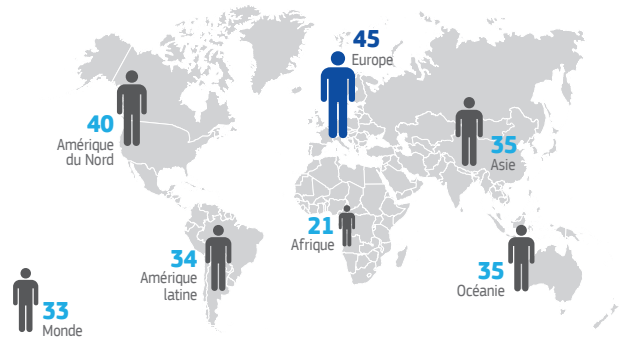 45
Europe
40
Amérique
du Nord
35
Asie
21
Afrique
34
Amérique
latine
35
Océanie
33
Monde